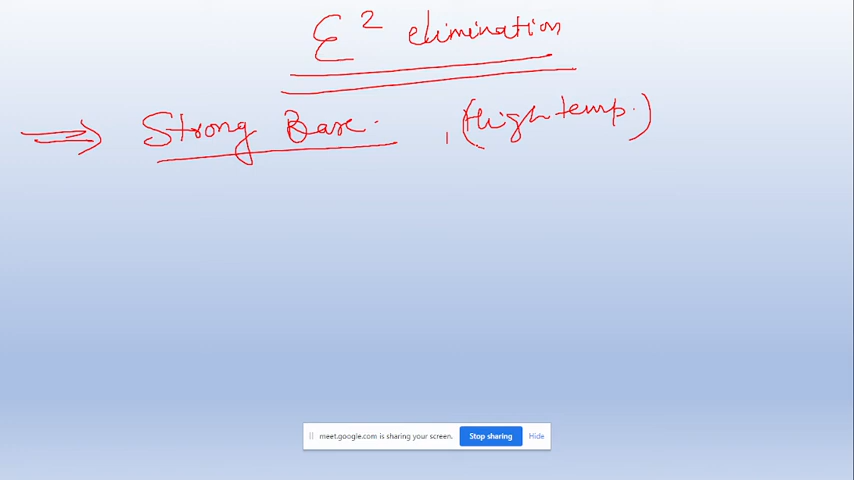 E² elimination
⇒ Strong Base. , (High temp.)
meet.google.com is sharing your screen. Stop sharing Hide